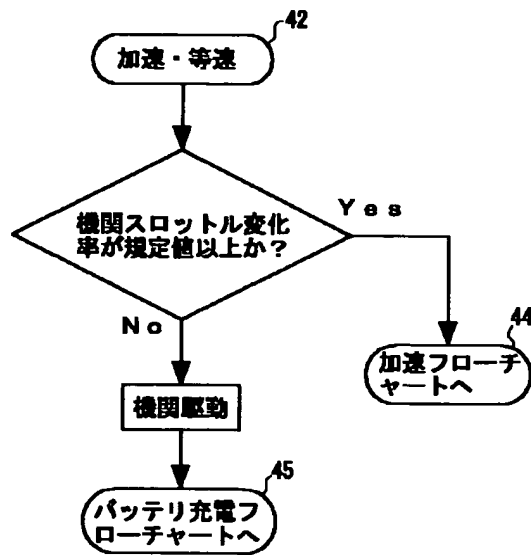 42
加速・等速
機関スロットル変化
率が規定値以上か？
Yes
No
44
加速フローチ
ャートへ
機関駆動
45
バッテリ充電フ
ローチャートへ